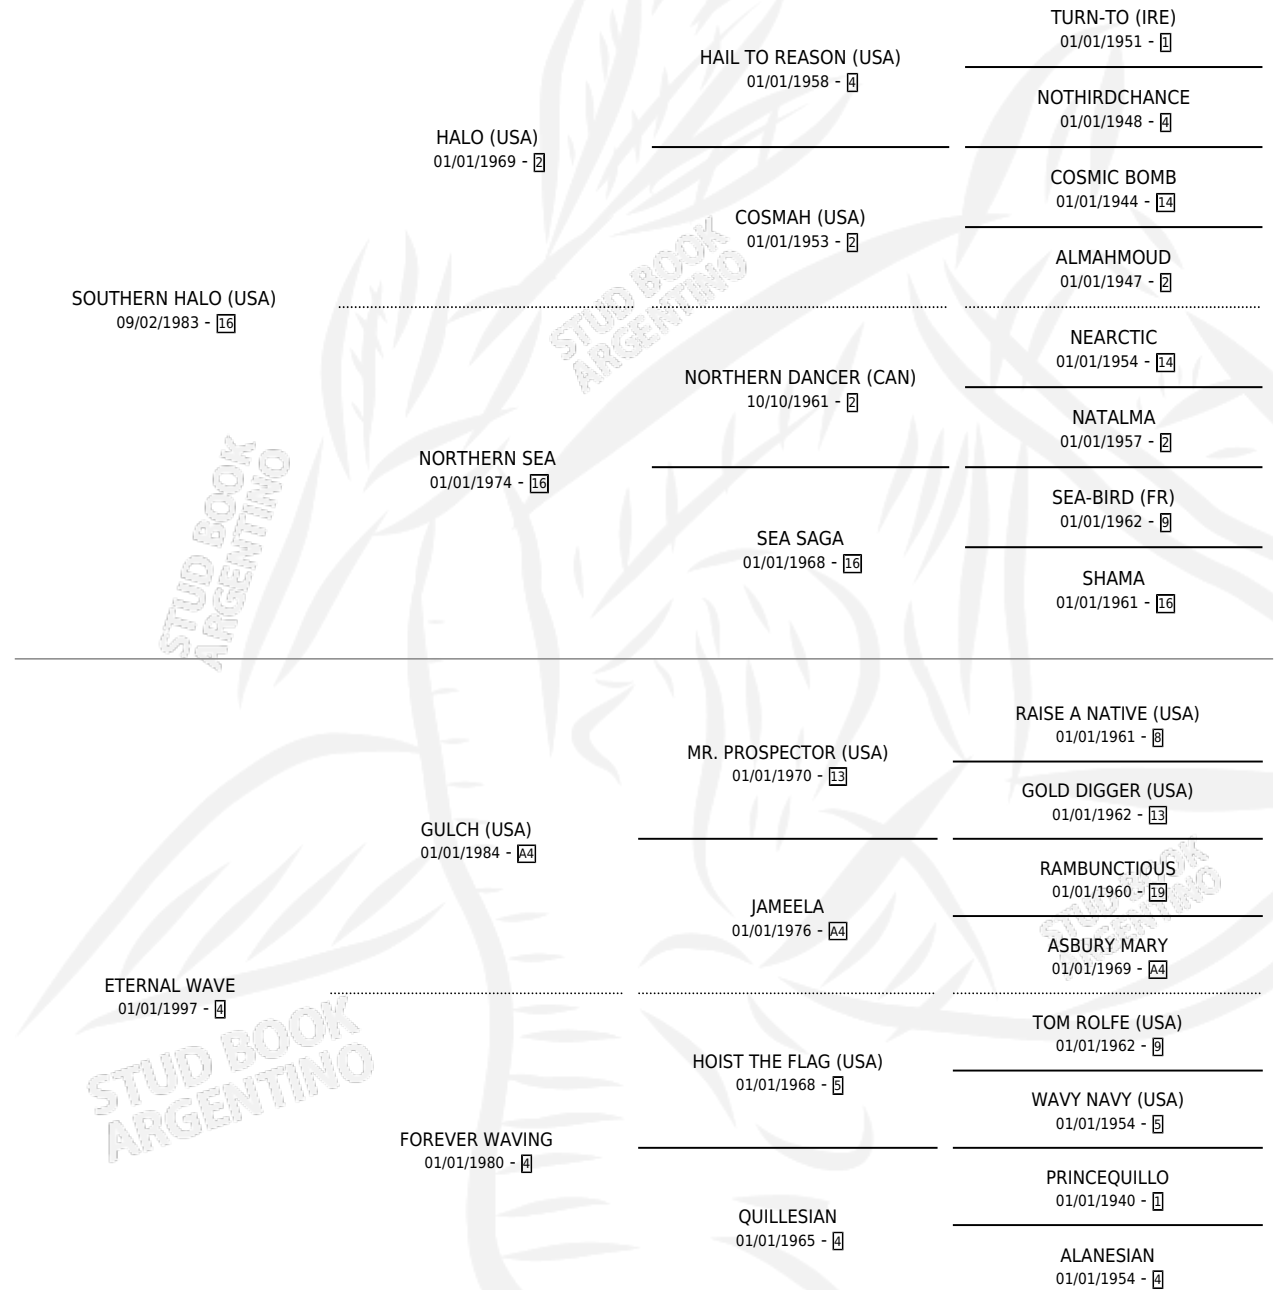 TURN-TO (IRE)
01/01/1951 - 1
HAIL TO REASON (USA)
01/01/1958 - 4
NOTHIRDCHANCE
01/01/1948 - 4
HALO (USA)
01/01/1969 - 2
COSMIC BOMB
01/01/1944 - 14
COSMAH (USA)
01/01/1953 - 2
ALMAHMOUD
01/01/1947 - 2
SOUTHERN HALO (USA)
09/02/1983 - 16
NEARCTIC
01/01/1954 - 14
NORTHERN DANCER (CAN)
10/10/1961 - 2
NATALMA
01/01/1957 - 2
NORTHERN SEA
01/01/1974 - 16
SEA-BIRD (FR)
01/01/1962 - 9
SEA SAGA
01/01/1968 - 16
SHAMA
01/01/1961 - 16
RAISE A NATIVE (USA)
01/01/1961 - 8
MR. PROSPECTOR (USA)
01/01/1970 - 13
GOLD DIGGER (USA)
01/01/1962 - 13
GULCH (USA)
01/01/1984 - A4
RAMBUNCTIOUS
01/01/1960 - 19
JAMEELA
01/01/1976 - A4
ASBURY MARY
01/01/1969 - A4
ETERNAL WAVE
01/01/1997 - 4
TOM ROLFE (USA)
01/01/1962 - 9
HOIST THE FLAG (USA)
01/01/1968 - 5
WAVY NAVY (USA)
01/01/1954 - 5
FOREVER WAVING
01/01/1980 - 4
PRINCEQUILLO
01/01/1940 - 1
QUILLESIAN
01/01/1965 - 4
ALANESIAN
01/01/1954 - 4
STUD BOOK
ARGENTINO
STUD BOOK
ARGENTINO
STUD BOOK
ARGENTINO
STUD BOOK
ARGENTINO